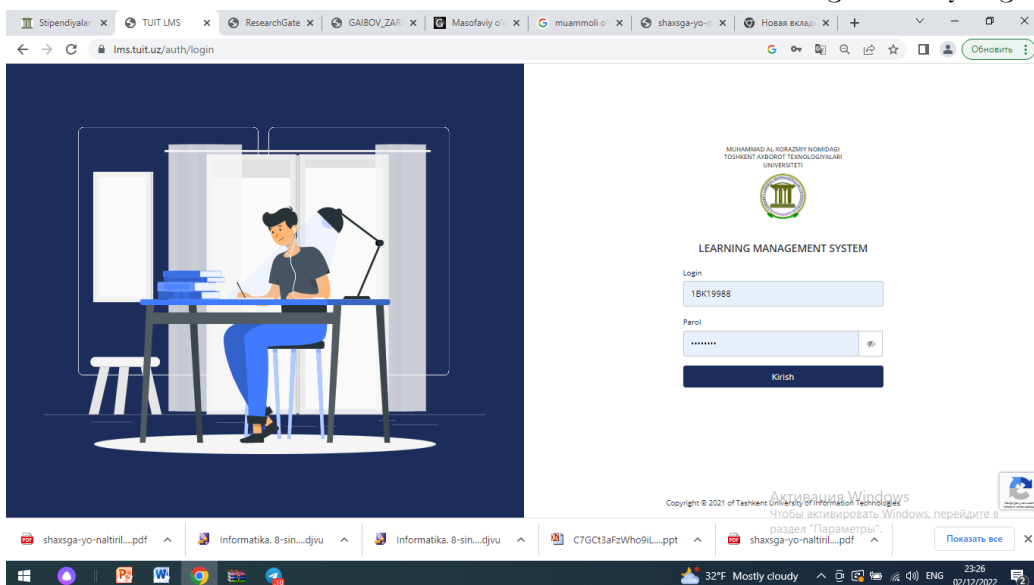 Stipendiyalar
TUIT LMS
ResearchGate
GAIBOV_ZAR
Masofaviy o'
muammoli o'
shaxsga-yo-n
Новая вклад
lms.tuit.uz/auth/login
Обновить
MUHAMMAD AL-XORAZMIY NOMIDAGI
TOSHKENT AXBOROT TEXNOLOGIYALARI
UNIVERSITETI
LEARNING MANAGEMENT SYSTEM
Login
1BK19988
Parol
••••••••
Kirish
Copyright © 2021 of Tashkent University of Information Technologies
Активация Windows
Чтобы активировать Windows, перейдите в
раздел "Параметры".
shaxsga-yo-naltiril....pdf
Informatika. 8-sin....djvu
Informatika. 8-sin....djvu
C7GCt3aFzWho9iL....ppt
shaxsga-yo-naltiril....pdf
Показать все
32°F Mostly cloudy
23:26
02/12/2022